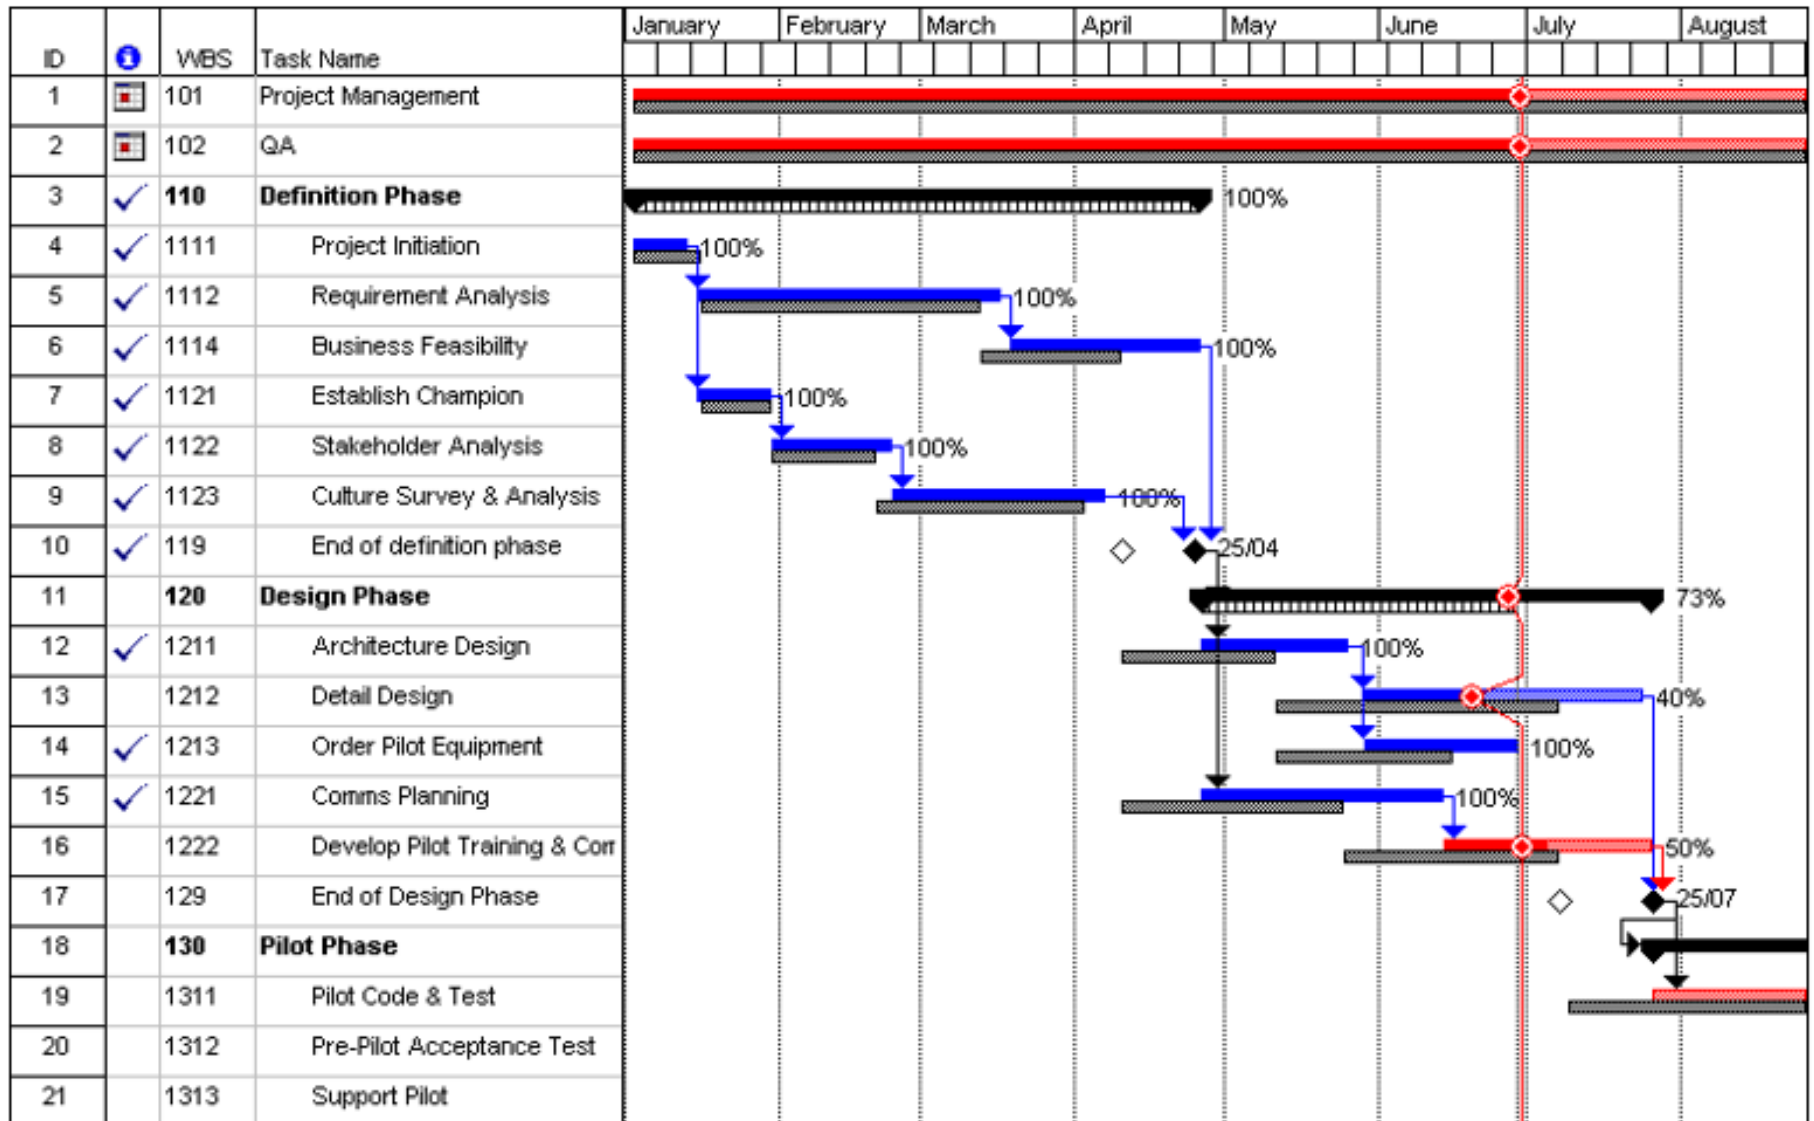 January February March April May June July August
ID i WBS Task Name
1 101 Project Management
2 102 QA
3 110 Definition Phase 100%
4 1111 Project Initiation 100%
5 1112 Requirement Analysis 100%
6 1114 Business Feasibility 100%
7 1121 Establish Champion 100%
8 1122 Stakeholder Analysis 100%
9 1123 Culture Survey & Analysis 100%
10 119 End of definition phase 25/04
11 120 Design Phase 73%
12 1211 Architecture Design 100%
13 1212 Detail Design 40%
14 1213 Order Pilot Equipment 100%
15 1221 Comms Planning 100%
16 1222 Develop Pilot Training & Com 50%
17 129 End of Design Phase 25/07
18 130 Pilot Phase
19 1311 Pilot Code & Test
20 1312 Pre-Pilot Acceptance Test
21 1313 Support Pilot